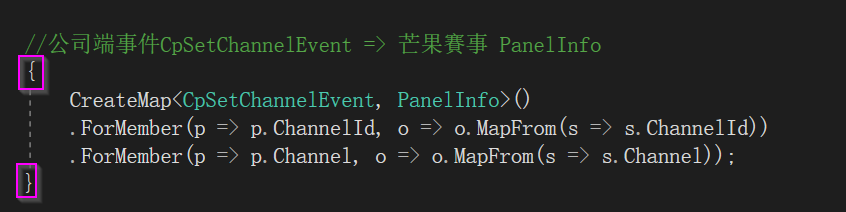 //公司端事件CpSetChannelEvent => 芒果賽事 PanelInfo
{
CreateMap<CpSetChannelEvent, PanelInfo>()
.ForMember(p => p.ChannelId, o => o.MapFrom(s => s.ChannelId))
.ForMember(p => p.Channel, o => o.MapFrom(s => s.Channel));
}